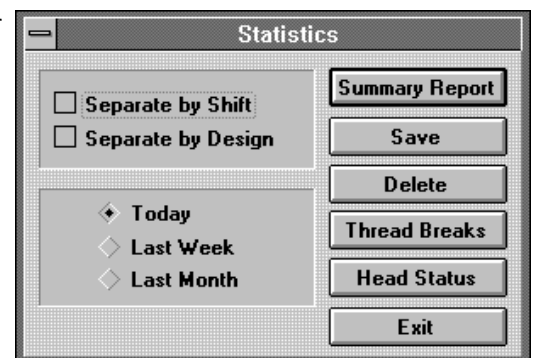 Statistics
Separate by Shift
Separate by Design
Today
Last Week
Last Month
Summary Report
Save
Delete
Thread Breaks
Head Status
Exit